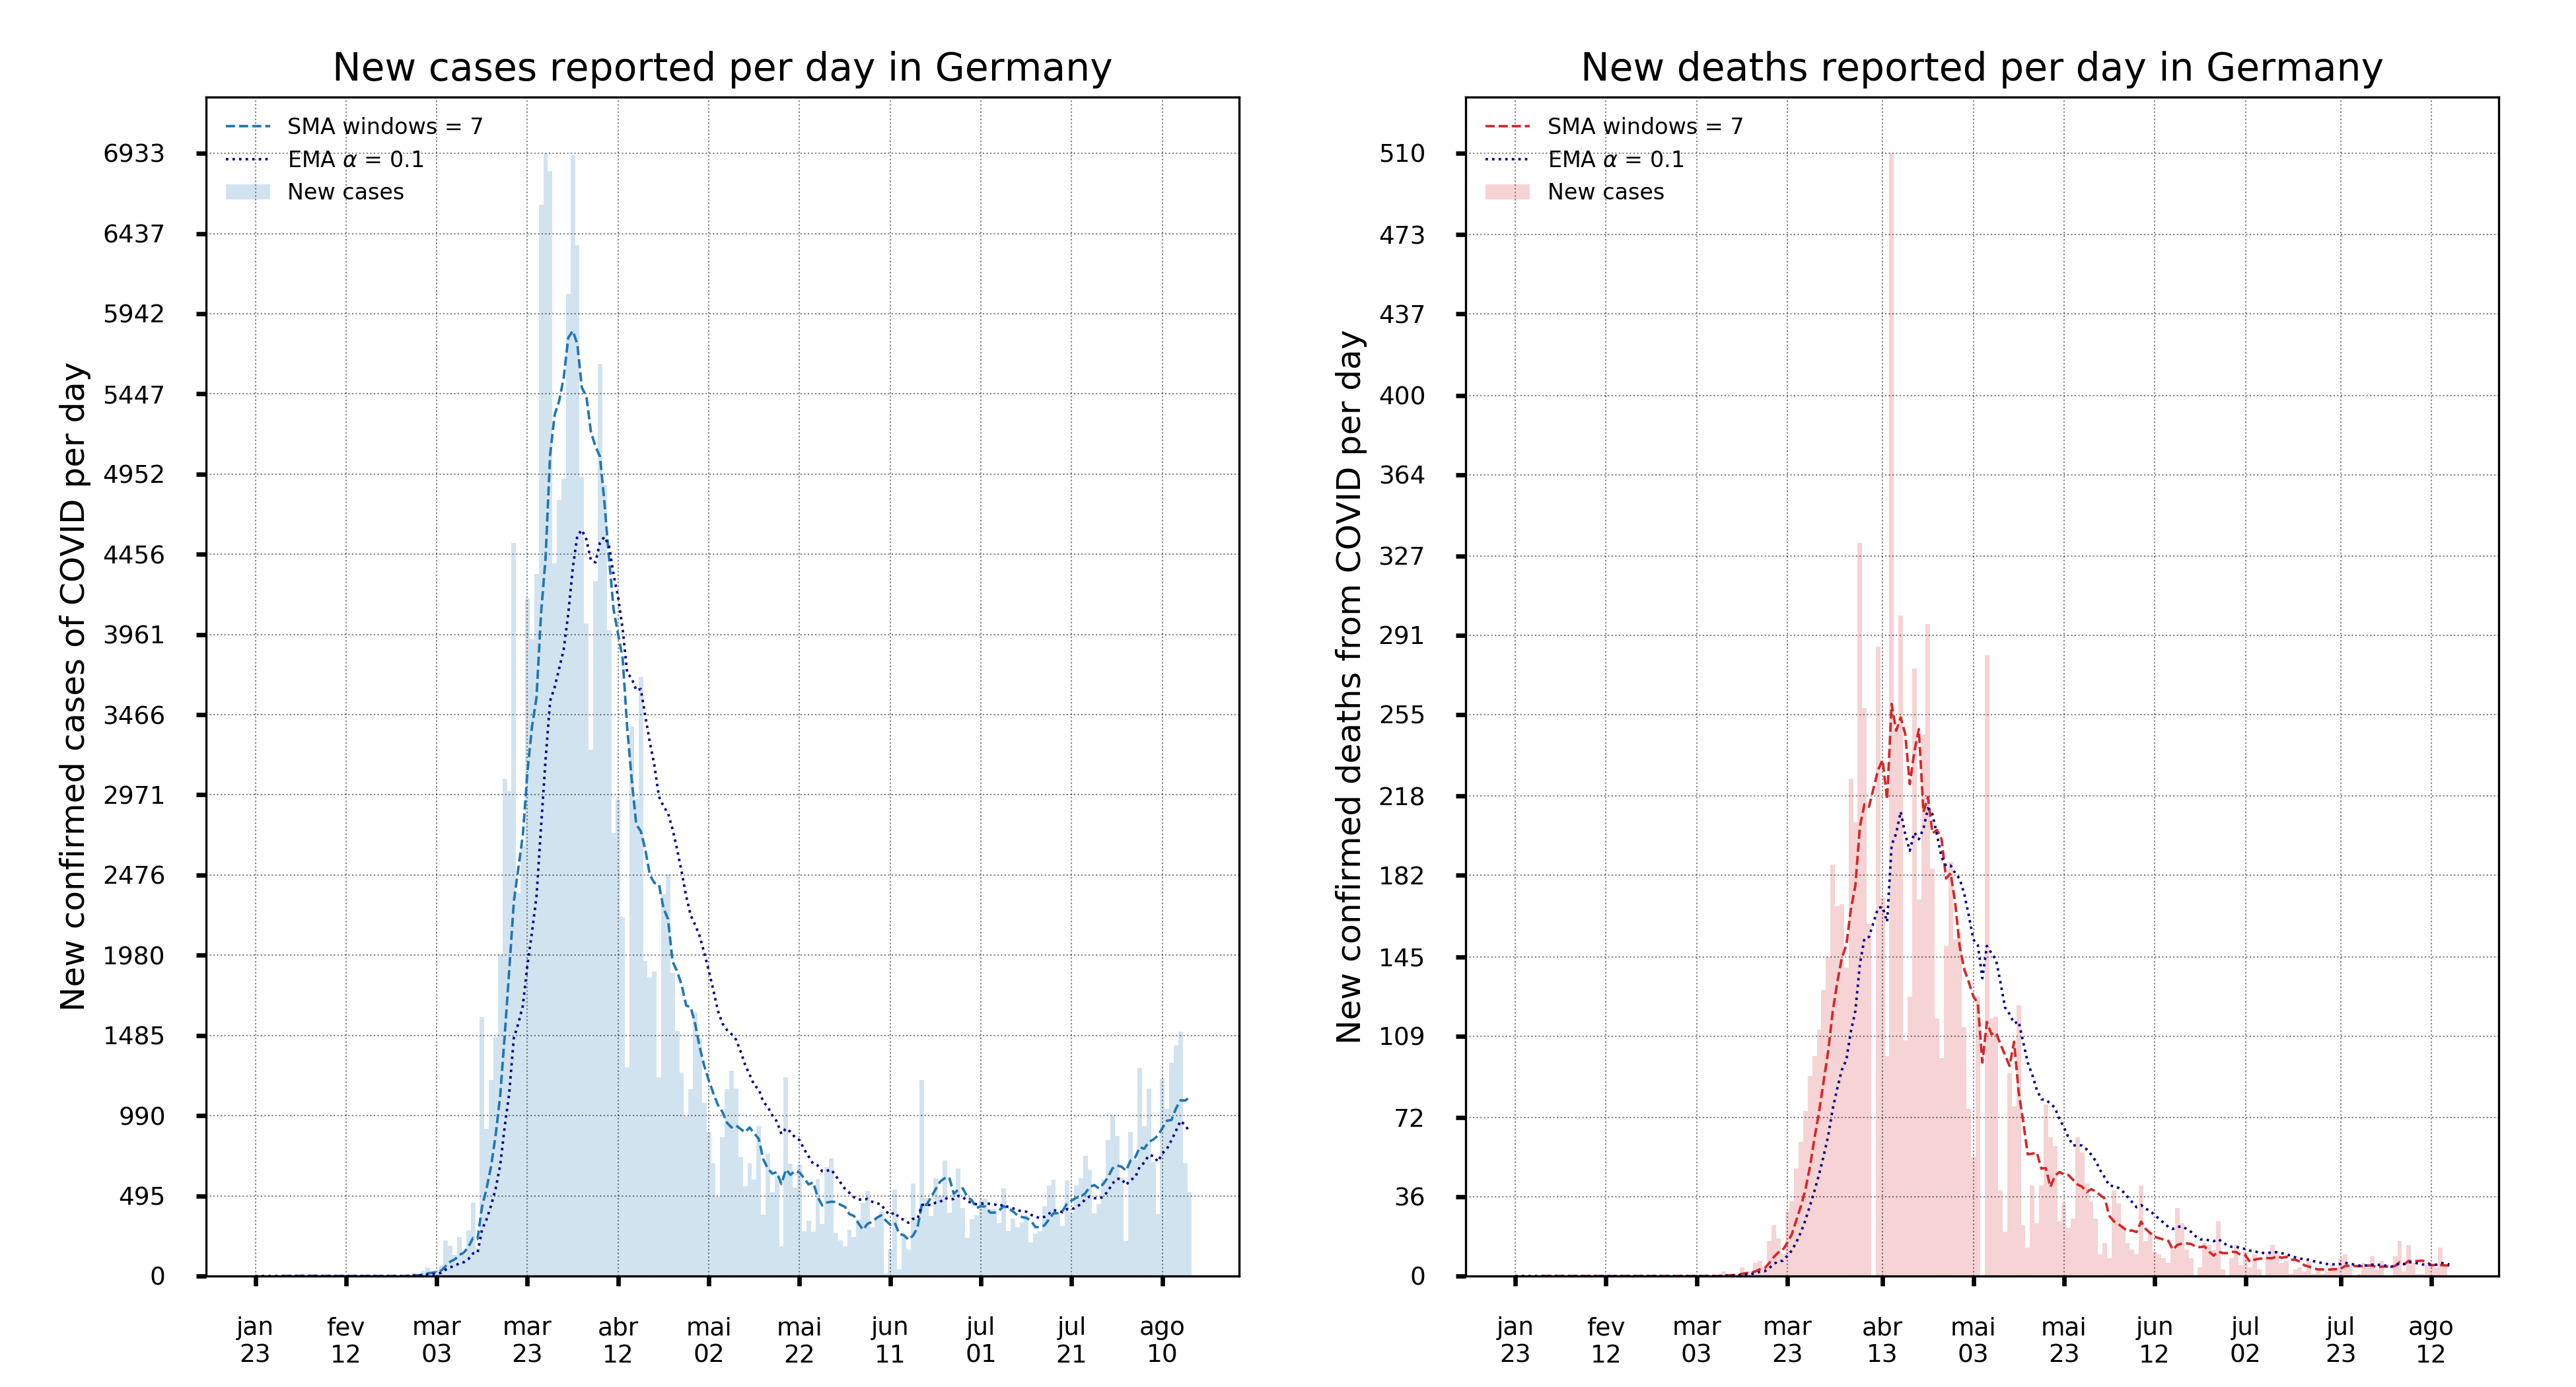 New cases reported per day in Germany
SMA windows = 7
EMA α = 0.1
New cases
New confirmed cases of COVID per day
6933
6437
5942
5447
4952
4456
3961
3466
2971
2476
1980
1485
990
495
0
jan 23
fev 12
mar 03
mar 23
abr 12
mai 02
mai 22
jun 11
jul 01
jul 21
ago 10
New deaths reported per day in Germany
SMA windows = 7
EMA α = 0.1
New cases
New confirmed deaths from COVID per day
510
473
437
400
364
327
291
255
218
182
145
109
72
36
0
jan 23
fev 12
mar 03
mar 23
abr 13
mai 03
mai 23
jun 12
jul 02
jul 23
ago 12